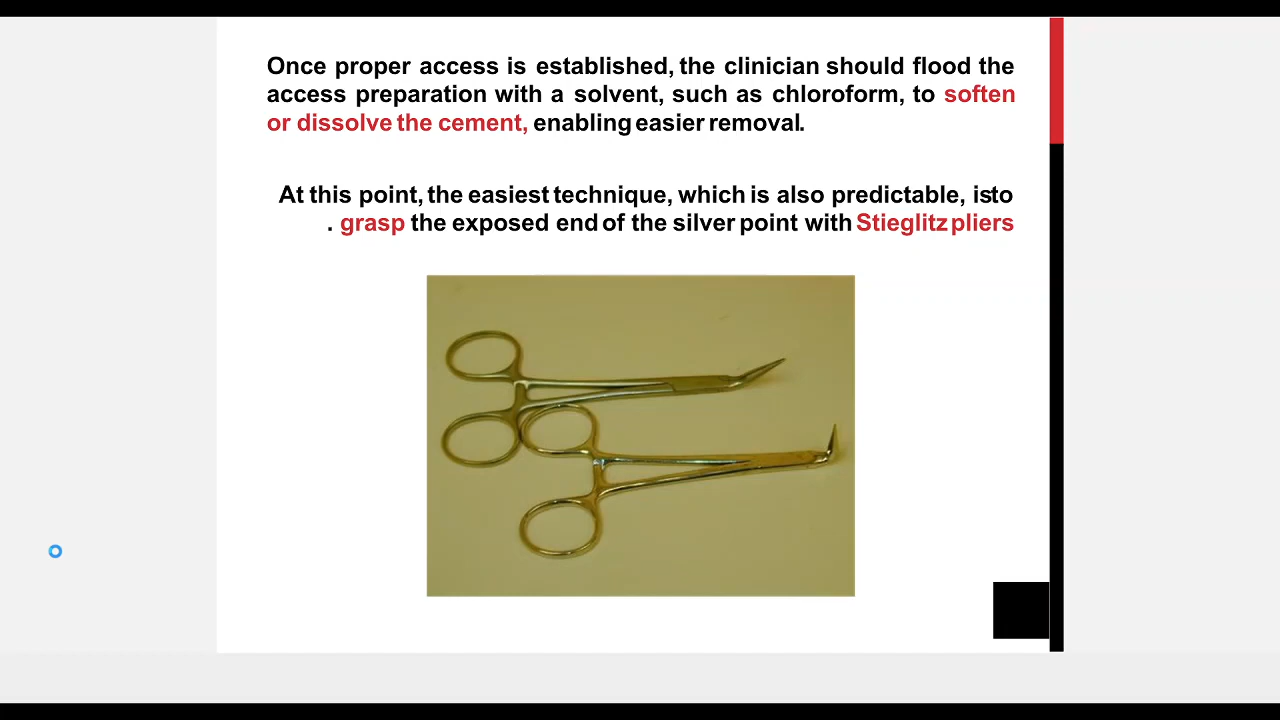 Once proper access is established, the clinician should flood the
access preparation with a solvent, such as chloroform, to soften
or dissolve the cement, enabling easier removal.
At this point, the easiest technique, which is also predictable, is to
. grasp the exposed end of the silver point with Stieglitz pliers